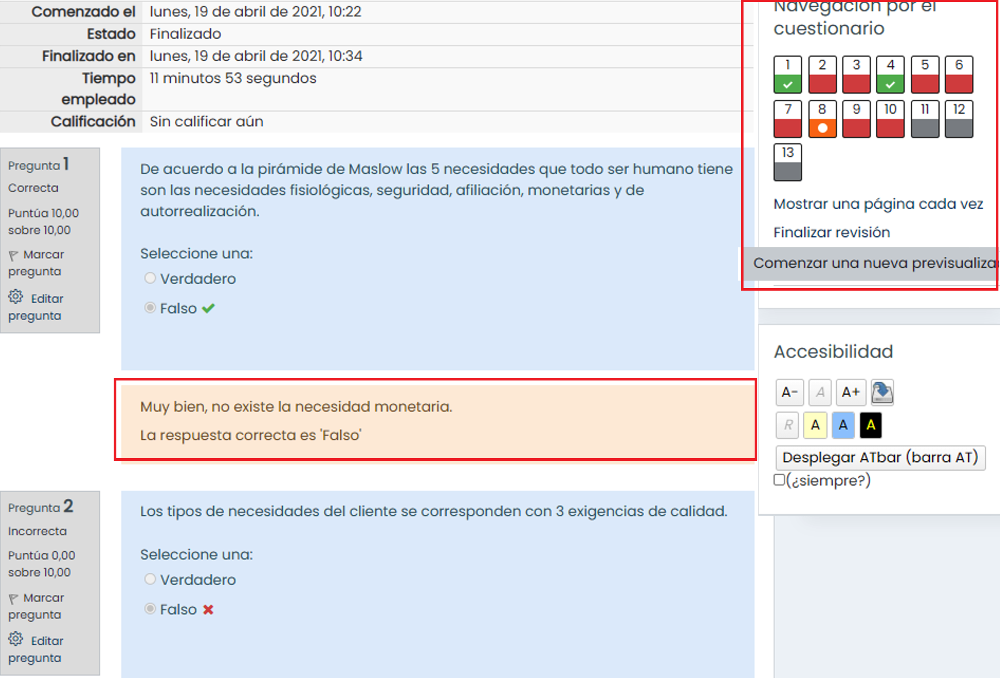 Comenzado el lunes, 19 de abril de 2021, 10:22
Estado Finalizado
Finalizado en lunes, 19 de abril de 2021, 10:34
Tiempo empleado 11 minutos 53 segundos
Calificación Sin calificar aún
Pregunta 1
Correcta
Puntúa 10,00
sobre 10,00
Marcar
pregunta
Editar
pregunta
De acuerdo a la pirámide de Maslow las 5 necesidades que todo ser humano tiene
son las necesidades fisiológicas, seguridad, afiliación, monetarias y de
autorrealización.
Seleccione una:
Verdadero
Falso
Muy bien, no existe la necesidad monetaria.
La respuesta correcta es 'Falso'
Pregunta 2
Incorrecta
Puntúa 0,00
sobre 10,00
Marcar
pregunta
Editar
pregunta
Los tipos de necesidades del cliente se corresponden con 3 exigencias de calidad.
Seleccione una:
Verdadero
Falso
Navegación por el
cuestionario
1 2 3 4 5 6
7 8 9 10 11 12
13
Mostrar una página cada vez
Finalizar revisión
Comenzar una nueva previsualiza
Accesibilidad
A- A A+
R A A A
Desplegar ATbar (barra AT)
(¿siempre?)